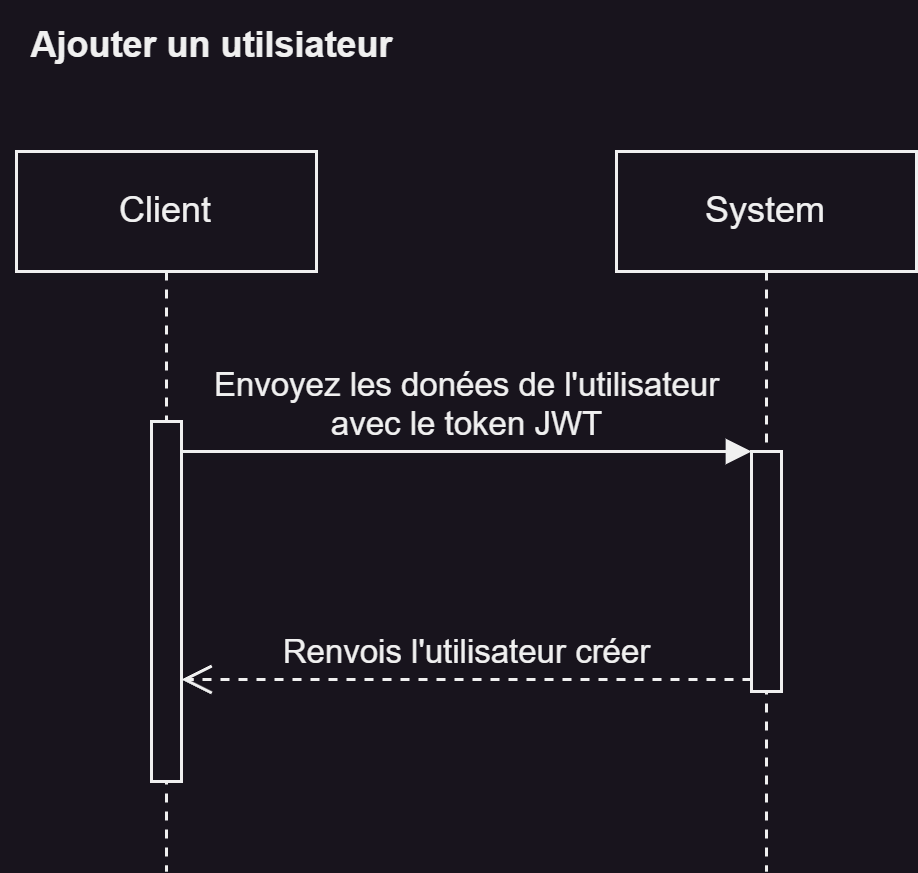 Ajouter un utilsiateur
Client
System
Envoyez les donées de l'utilisateur
avec le token JWT
Renvois l'utilisateur créer